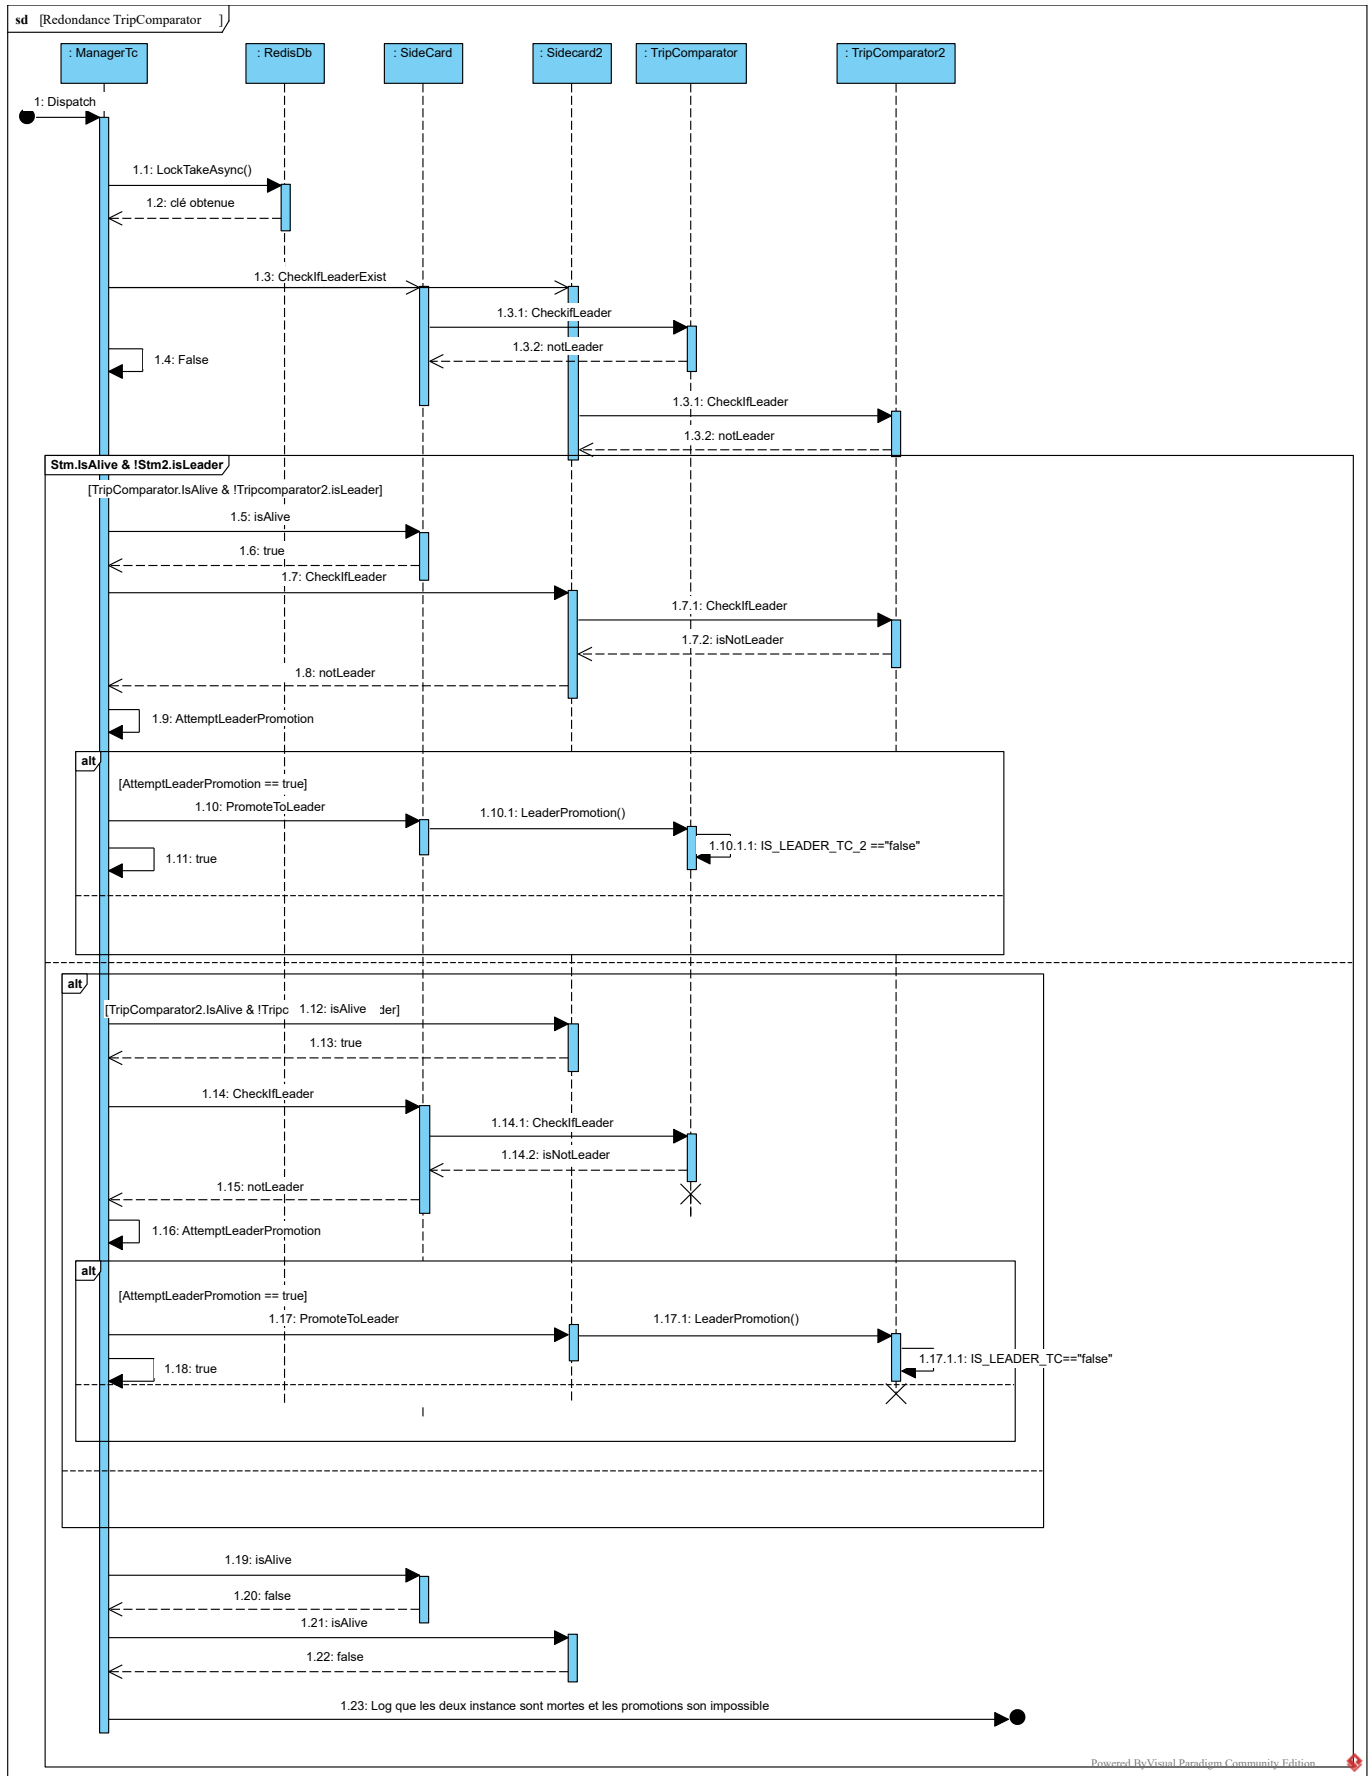 sd [Redondance TripComparator ]
: ManagerTc
: RedisDb
: SideCard
: Sidecard2
: TripComparator
: TripComparator2
1: Dispatch
1.1: LockTakeAsync()
1.2: clé obtenue
1.3: CheckIfLeaderExist
1.3.1: CheckifLeader
1.3.2: notLeader
1.4: False
1.3.1: CheckIfLeader
1.3.2: notLeader
Stm.IsAlive & !Stm2.isLeader
[TripComparator.IsAlive & !Tripcomparator2.isLeader]
1.5: isAlive
1.6: true
1.7: CheckIfLeader
1.7.1: CheckIfLeader
1.7.2: isNotLeader
1.8: notLeader
1.9: AttemptLeaderPromotion
alt
[AttemptLeaderPromotion == true]
1.10: PromoteToLeader
1.10.1: LeaderPromotion()
1.10.1.1: IS_LEADER_TC_2 =="false"
1.11: true
alt
[TripComparator2.IsAlive & !Tripc
1.12: isAlive
der]
1.13: true
1.14: CheckIfLeader
1.14.1: CheckIfLeader
1.14.2: isNotLeader
1.15: notLeader
1.16: AttemptLeaderPromotion
alt
[AttemptLeaderPromotion == true]
1.17: PromoteToLeader
1.17.1: LeaderPromotion()
1.17.1.1: IS_LEADER_TC=="false"
1.18: true
1.19: isAlive
1.20: false
1.21: isAlive
1.22: false
1.23: Log que les deux instance sont mortes et les promotions son impossible
Powered By Visual Paradigm Community Edition